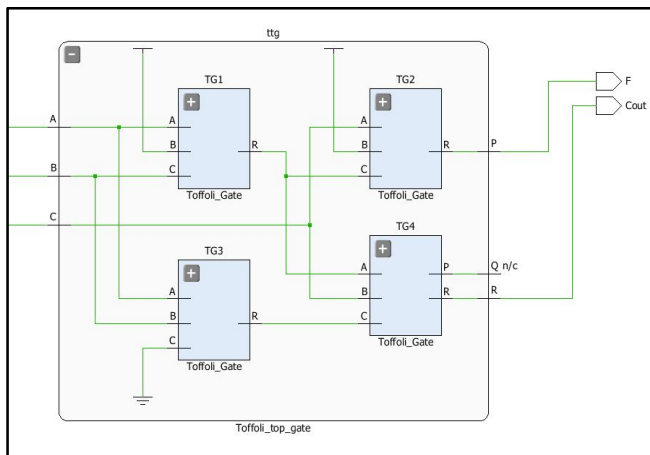 ttg
TG1
TG2
A
B
C
R
Toffoli_Gate
A
B
C
R
Toffoli_Gate
F
Cout
A
B
C
P
TG3
TG4
A
B
C
R
Toffoli_Gate
A
B
C
P
R
Toffoli_Gate
Q n/c
R
Toffoli_top_gate